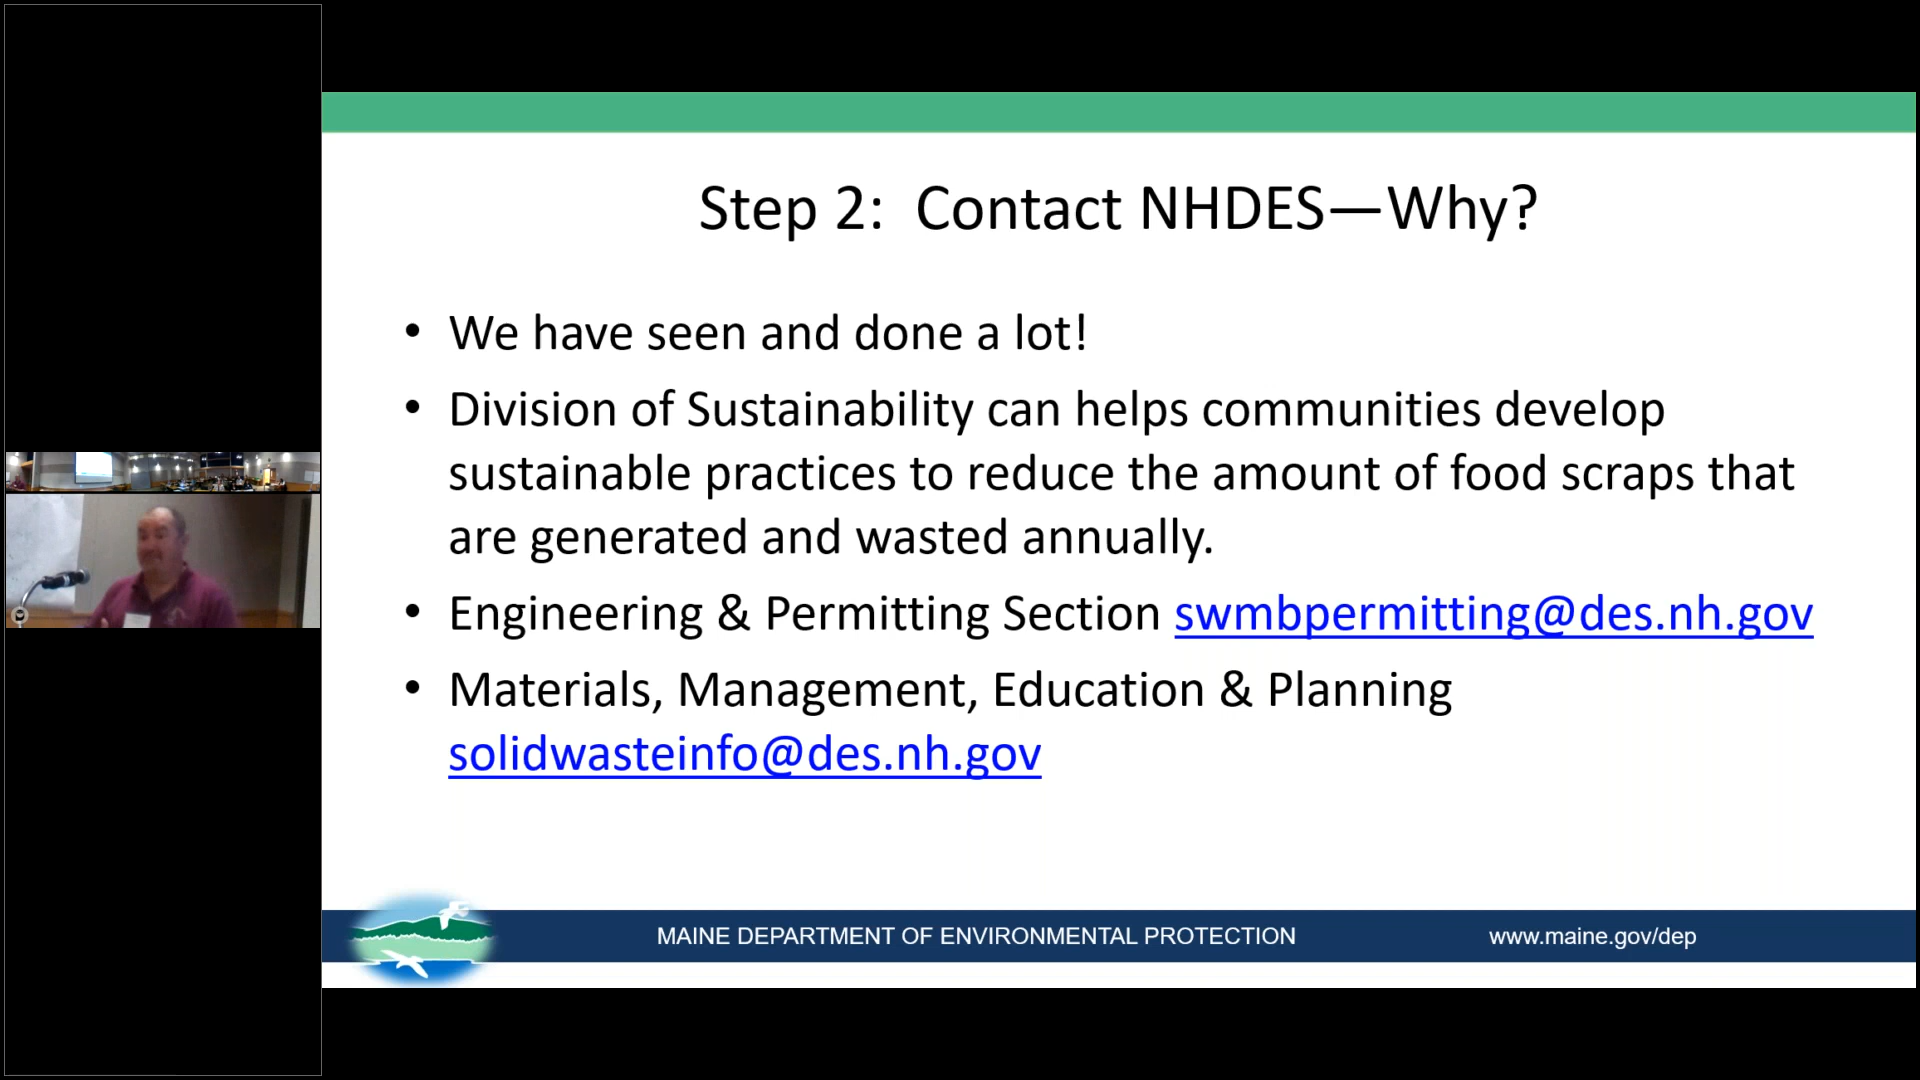 Step 2:  Contact NHDES—Why?
• We have seen and done a lot!
• Division of Sustainability can helps communities develop
sustainable practices to reduce the amount of food scraps that
are generated and wasted annually.
• Engineering & Permitting Section swmbpermitting@des.nh.gov
• Materials, Management, Education & Planning
solidwasteinfo@des.nh.gov
MAINE DEPARTMENT OF ENVIRONMENTAL PROTECTION
www.maine.gov/dep